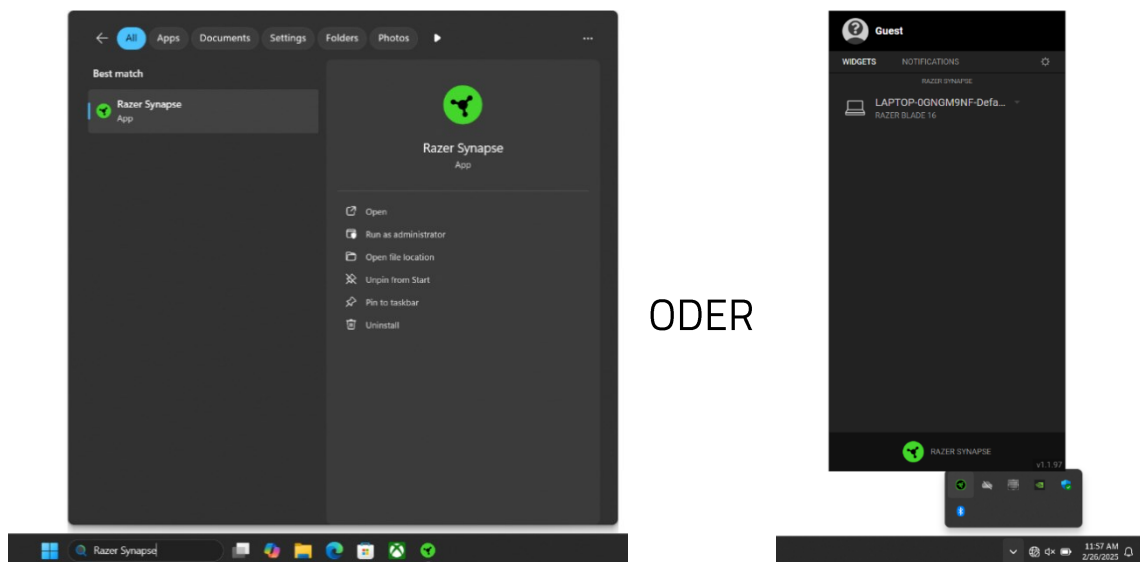 All Apps Documents Settings Folders Photos
Best match
Razer Synapse
App
Razer Synapse
App
Open
Run as administrator
Open file location
Unpin from Start
Pin to taskbar
Uninstall
Razer Synapse
ODER
Guest
WIDGETS NOTIFICATIONS
RAZER SYNAPSE
LAPTOP-0GNGM9NF-Defa...
RAZER BLADE 16
RAZER SYNAPSE
v1.1.97
11:57 AM
2/26/2025